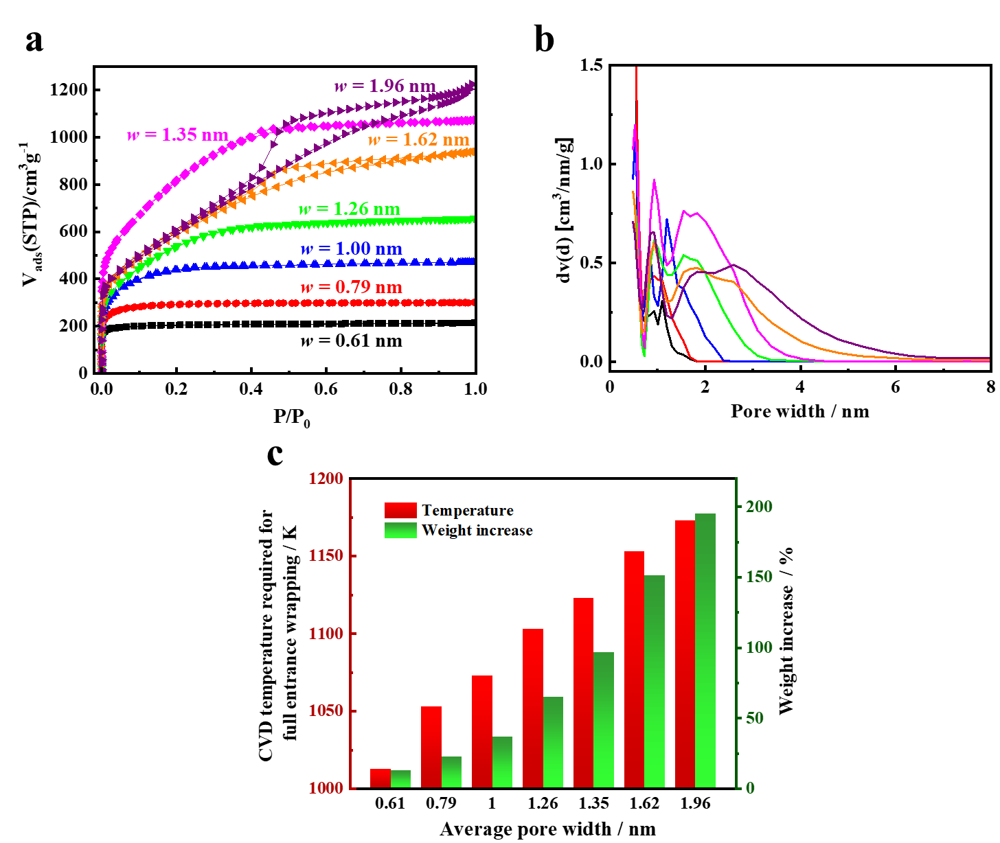 a
w = 1.96 nm
w = 1.35 nm
w = 1.62 nm
w = 1.26 nm
w = 1.00 nm
w = 0.79 nm
w = 0.61 nm
1200
1000
800
600
400
200
0
0.0 0.2 0.4 0.6 0.8 1.0
Vads(STP)/cm³g⁻¹
P/P₀
b
1.5
1.0
0.5
0.0
0 2 4 6 8
dv(d) [cm³/nm/g]
Pore width / nm
c
1200
1150
1100
1050
1000
CVD temperature required for
full entrance wrapping / K
Temperature
Weight increase
200
150
100
50
0
Weight increase / %
0.61 0.79 1 1.26 1.35 1.62 1.96
Average pore width / nm